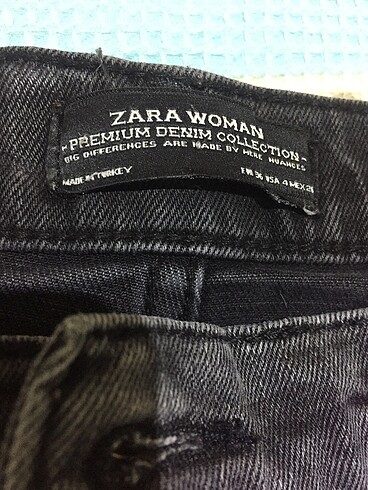 ZARA WOMAN
-PREMIUM DENIM COLLECTION-
BIG DIFFERENCES ARE MADE BY MERE NUANCES
MADE IN TURKEY
EUR 36 USA 4 MEX 26